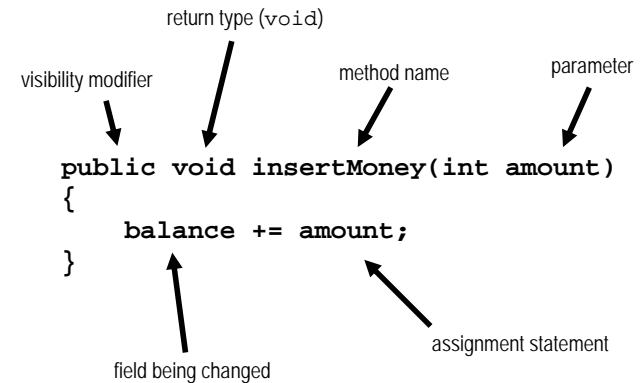 return type (void)
visibility modifier
method name
parameter
public void insertMoney(int amount)
{
balance += amount;
}
assignment statement
field being changed